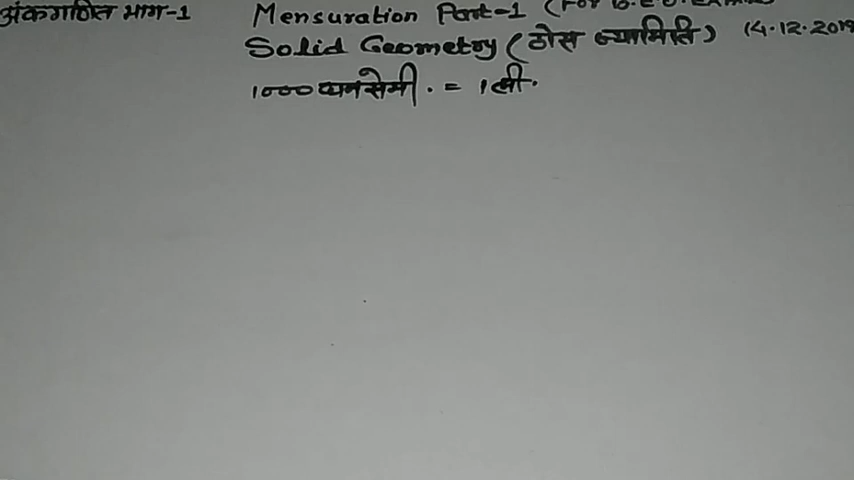 अंकगणित भाग-1 Mensuration Part-1 (For
Solid Geometry (ठोस ज्यामिति) 14.12.2019
1000 घनसेमी. = 1ली.